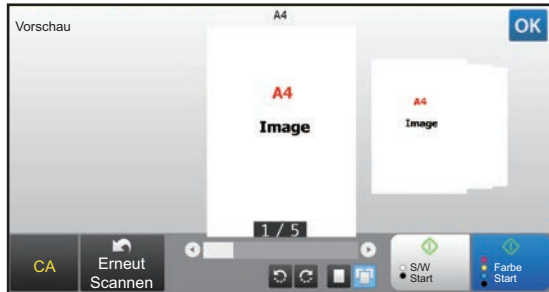 Vorschau
A4
OK
A4
Image
A4
Image
1 / 5
CA
Erneut
Scannen
S/W
Start
Farbe
Start